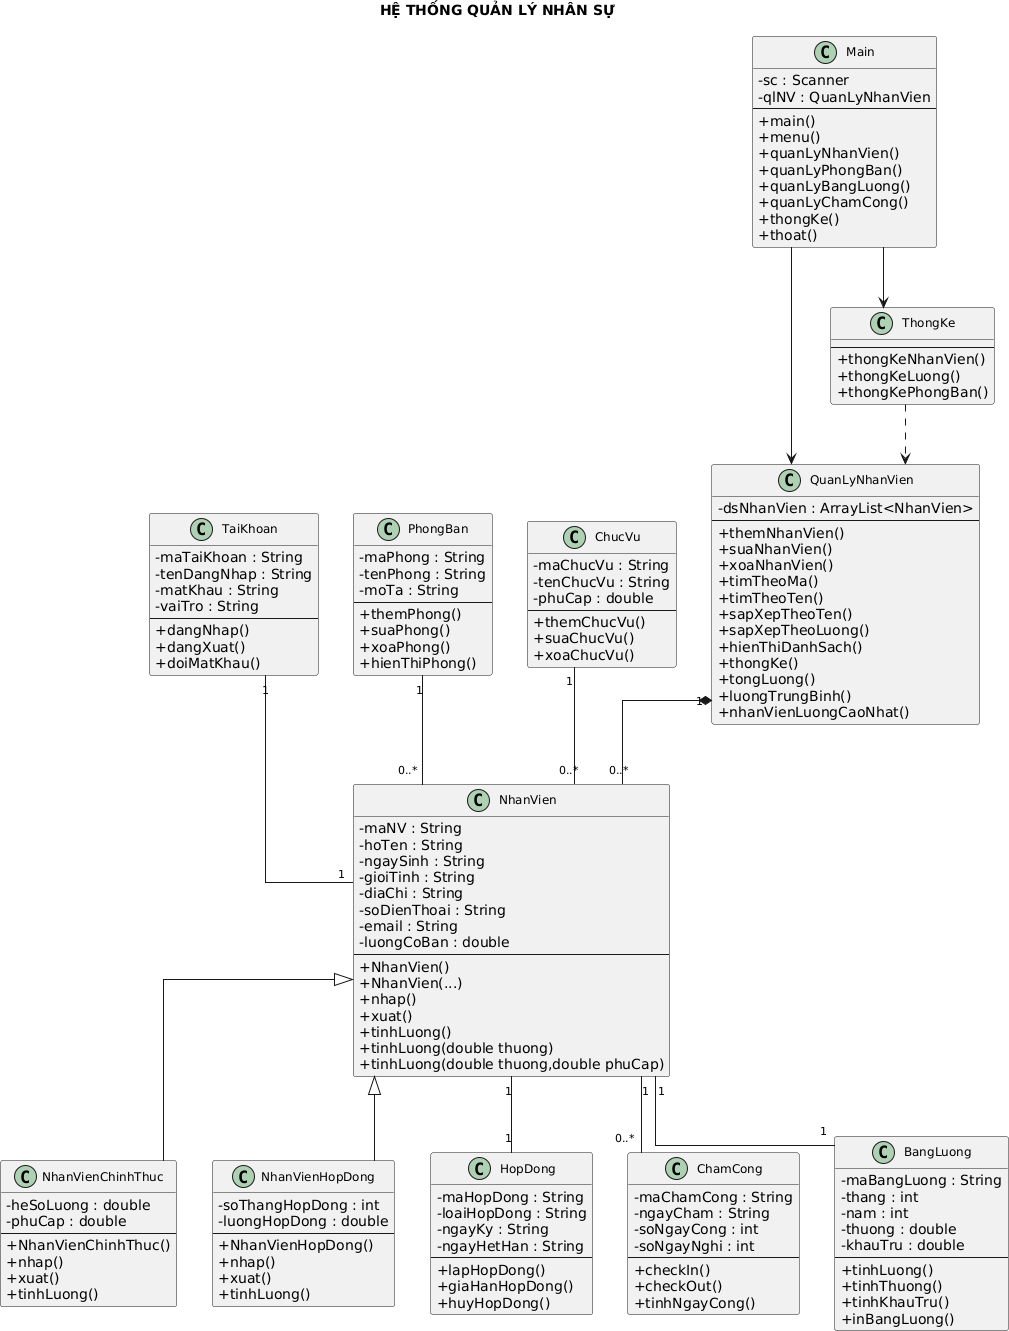 HỆ THỐNG QUẢN LÝ NHÂN SỰ
C Main
-sc : Scanner
-qlNV : QuanLyNhanVien
+main()
+menu()
+quanLyNhanVien()
+quanLyPhongBan()
+quanLyBangLuong()
+quanLyChamCong()
+thongKe()
+thoat()
C ThongKe
+thongKeNhanVien()
+thongKeLuong()
+thongKePhongBan()
C QuanLyNhanVien
-dsNhanVien : ArrayList<NhanVien>
+themNhanVien()
+suaNhanVien()
+xoaNhanVien()
+timTheoMa()
+timTheoTen()
+sapXepTheoTen()
+sapXepTheoLuong()
+hienThiDanhSach()
+thongKe()
+tongLuong()
+luongTrungBinh()
+nhanVienLuongCaoNhat()
C TaiKhoan
-maTaiKhoan : String
-tenDangNhap : String
-matKhau : String
-vaiTro : String
+dangNhap()
+dangXuat()
+doiMatKhau()
C PhongBan
-maPhong : String
-tenPhong : String
-moTa : String
+themPhong()
+suaPhong()
+xoaPhong()
+hienThiPhong()
C ChucVu
-maChucVu : String
-tenChucVu : String
-phuCap : double
+themChucVu()
+suaChucVu()
+xoaChucVu()
1
1
1
1
0..*
0..*
0..*
1
C NhanVien
-maNV : String
-hoTen : String
-ngaySinh : String
-gioiTinh : String
-diaChi : String
-soDienThoai : String
-email : String
-luongCoBan : double
+NhanVien()
+NhanVien(...)
+nhap()
+xuat()
+tinhLuong()
+tinhLuong(double thuong)
+tinhLuong(double thuong,double phuCap)
1
1
1
1
0..*
1
C NhanVienChinhThuc
-heSoLuong : double
-phuCap : double
+NhanVienChinhThuc()
+nhap()
+xuat()
+tinhLuong()
C NhanVienHopDong
-soThangHopDong : int
-luongHopDong : double
+NhanVienHopDong()
+nhap()
+xuat()
+tinhLuong()
C HopDong
-maHopDong : String
-loaiHopDong : String
-ngayKy : String
-ngayHetHan : String
+lapHopDong()
+giaHanHopDong()
+huyHopDong()
C ChamCong
-maChamCong : String
-ngayCham : String
-soNgayCong : int
-soNgayNghi : int
+checkIn()
+checkOut()
+tinhNgayCong()
C BangLuong
-maBangLuong : String
-thang : int
-nam : int
-thuong : double
-khauTru : double
+tinhLuong()
+tinhThuong()
+tinhKhauTru()
+inBangLuong()